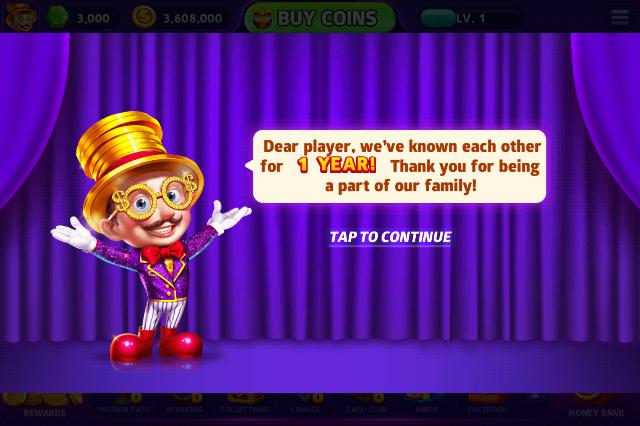 3,000
3,608,000
BUY COINS
LV. 1
Dear player, we've known each other
for 1 YEAR! Thank you for being
a part of our family!
TAP TO CONTINUE
REWARDS
MISSION PASS
MISSIONS
COLLECTIONS
LOUNGE
CASH CLUB
INBOX
FACEBOOK
MONEY BANK